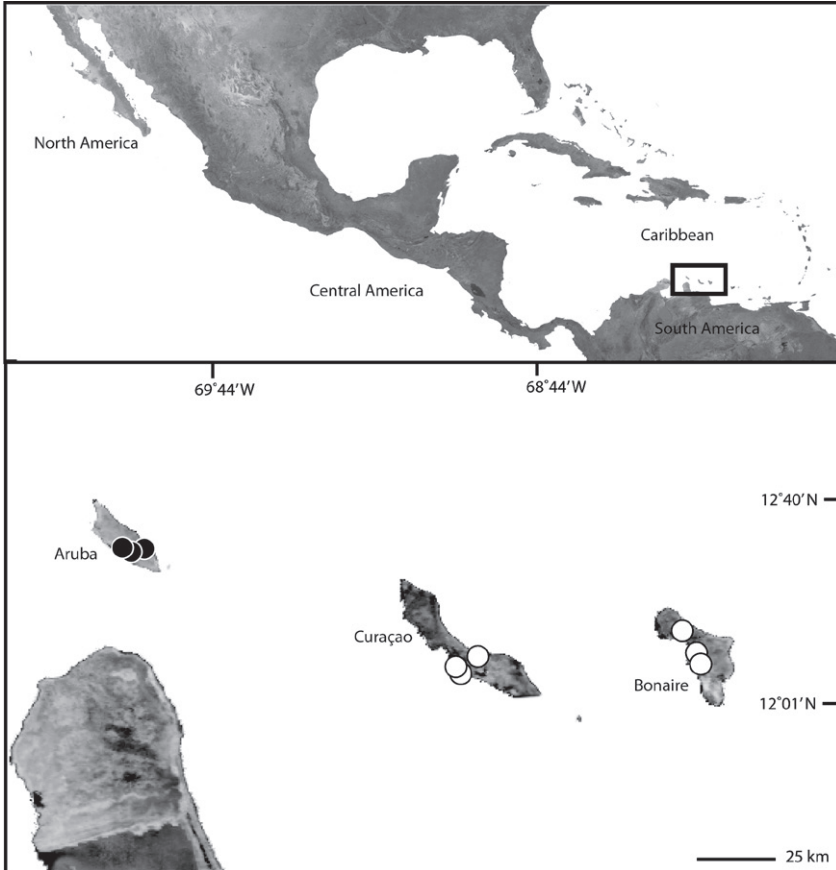 North America
Caribbean
Central America
South America
69˚44′W
68˚44′W
12˚40′N
Aruba
Curaçao
Bonaire
12˚01′N
25 km